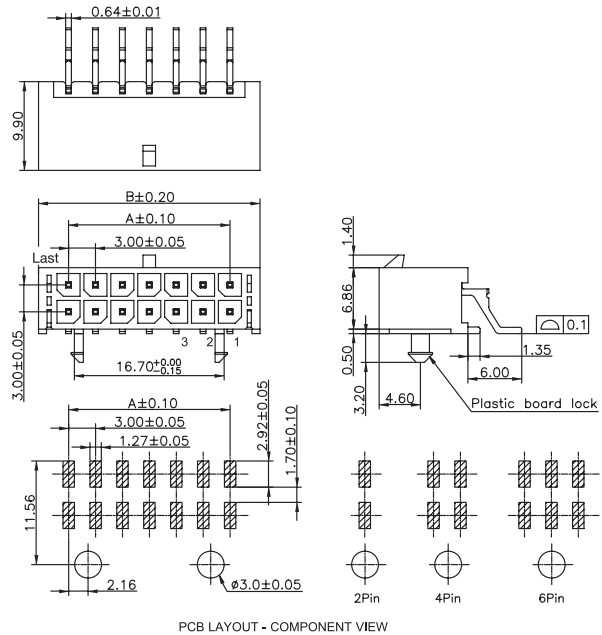 0.64±0.01
9.90
B±0.20
A±0.10
3.00±0.05
Last
3.00±0.05
3 2 1
16.70+0.00 -0.15
1.40
6.86
0.50
3.20
4.60
⌓ 0.1
1.35
6.00
Plastic board lock
A±0.10
3.00±0.05
1.27±0.05
2.92±0.05
1.70±0.10
11.56
2.16
ø3.0±0.05
2Pin
4Pin
6Pin
PCB LAYOUT - COMPONENT VIEW